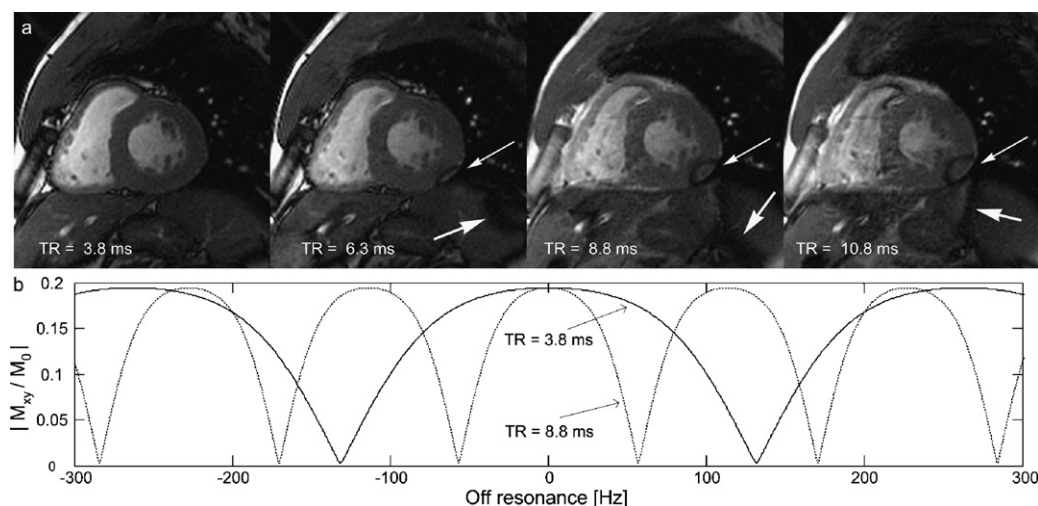 a
TR = 3.8 ms
TR = 6.3 ms
TR = 8.8 ms
TR = 10.8 ms
b
| M_xy / M_0 |
0.2
0.15
0.1
0.05
0
TR = 3.8 ms
TR = 8.8 ms
-300 -200 -100 0 100 200 300
Off resonance [Hz]